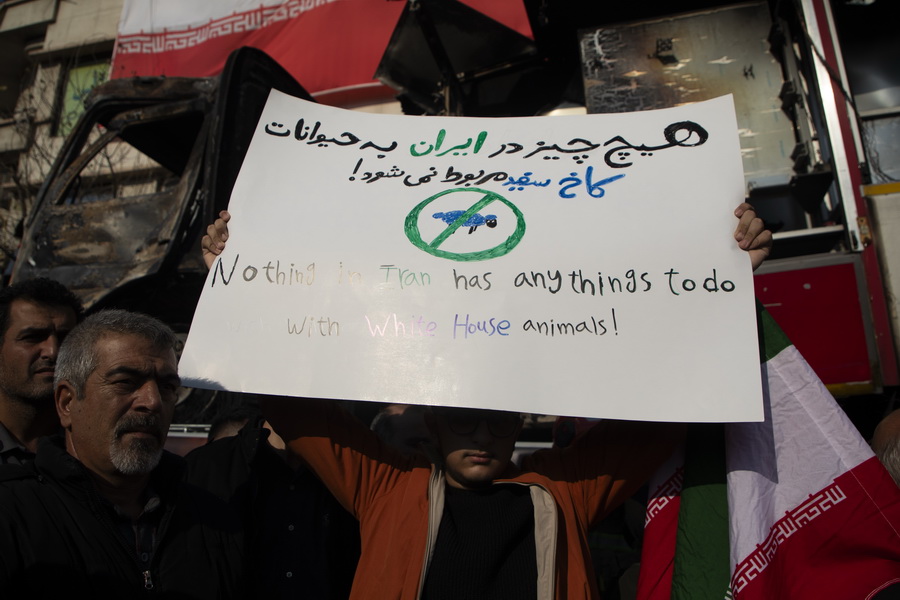 هیچ چیز در ایران به حیوانات
کاخ سفید مربوط نمی شود!
Nothing in Iran has anythings to do
with White House animals!